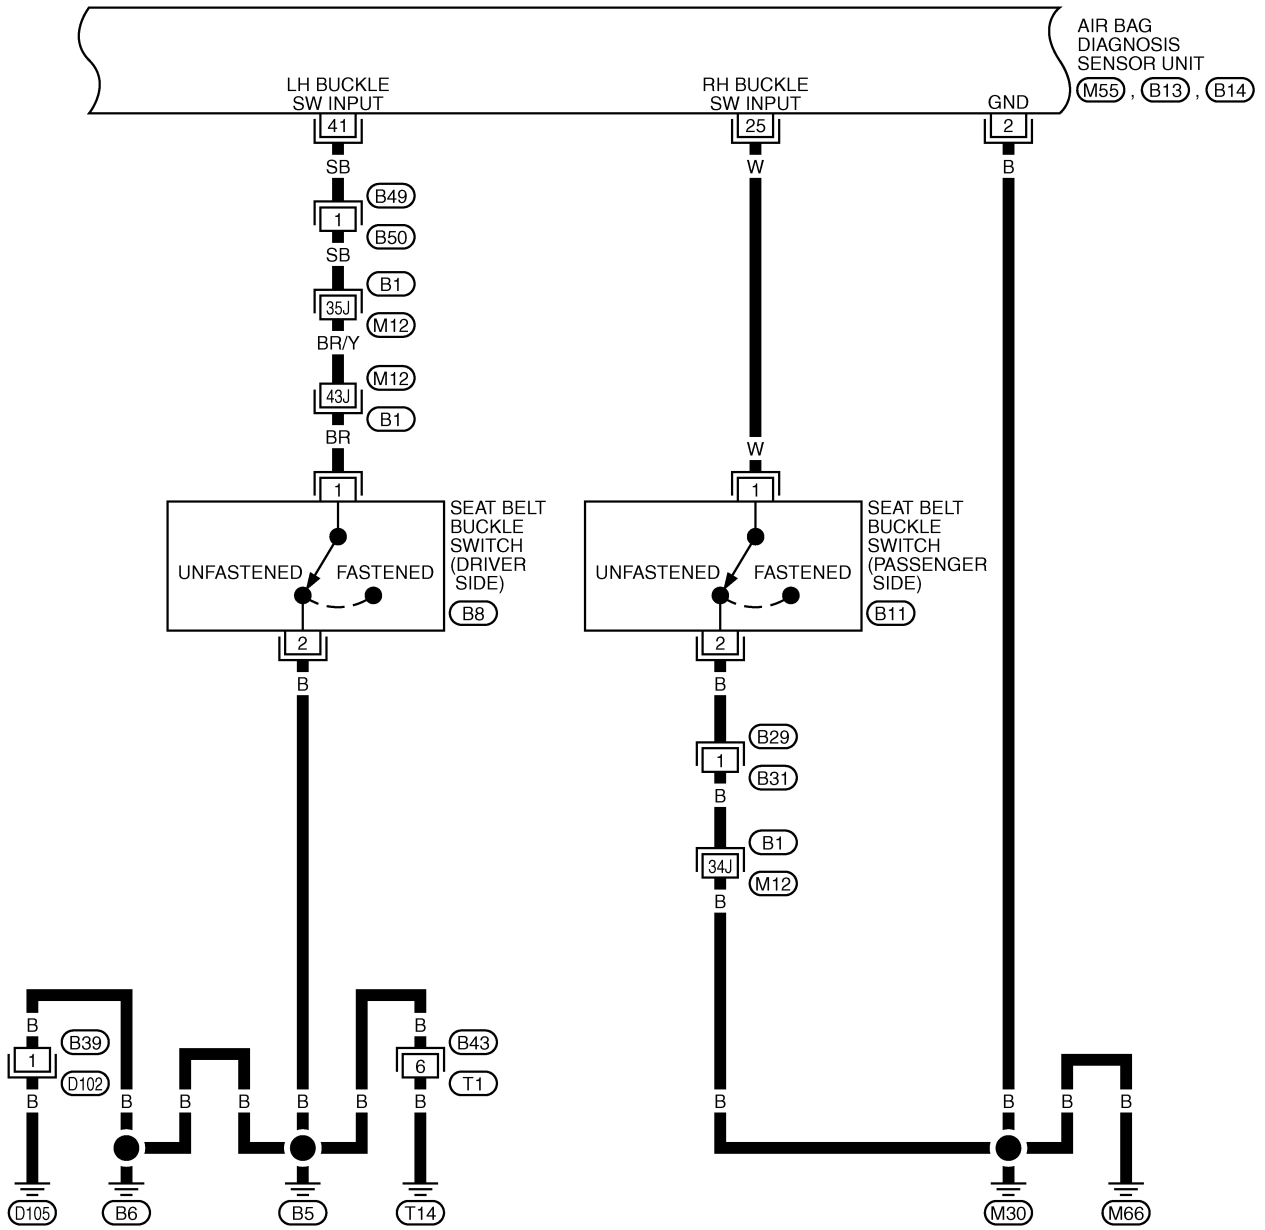 AIR BAG
DIAGNOSIS
SENSOR UNIT
M55 , B13 , B14
LH BUCKLE
SW INPUT
RH BUCKLE
SW INPUT
GND
41
25
2
SB
W
B
B49
1
B50
SB
B1
35J
M12
BR/Y
M12
43J
B1
BR
W
1
1
SEAT BELT
BUCKLE
SWITCH
(DRIVER
SIDE)
B8
UNFASTENED
FASTENED
SEAT BELT
BUCKLE
SWITCH
(PASSENGER
SIDE)
B11
UNFASTENED
FASTENED
2
2
B
B
B29
1
B31
B
B1
34J
M12
B
B
B
B39
1
D102
B43
6
T1
B
B
B
B
B
B
B
B
B
B
B
D105
B6
B5
T14
M30
M66